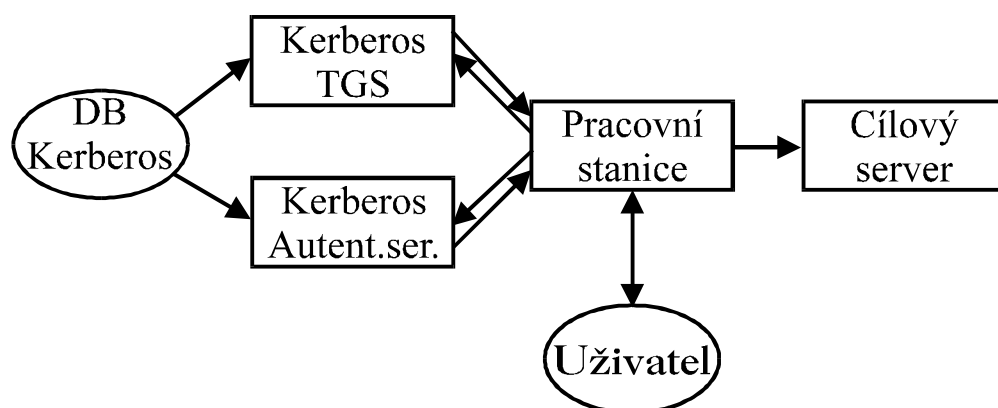 Kerberos
TGS
DB
Kerberos
Pracovní
stanice
Cílový
server
Kerberos
Autent.ser.
Uživatel